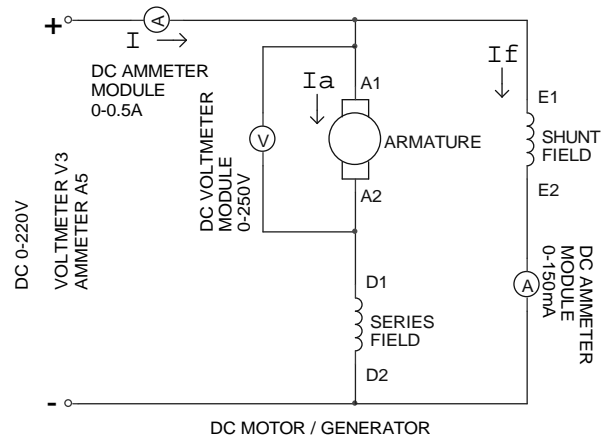 +
A
I
DC AMMETER
MODULE
0-0.5A
DC 0-220V
VOLTMETER V3
AMMETER A5
DC VOLTMETER
MODULE
0-250V
V
Ia
A1
ARMATURE
A2
D1
SERIES
FIELD
D2
If
E1
SHUNT
FIELD
E2
A
DC AMMETER
MODULE
0-150mA
-
DC MOTOR / GENERATOR